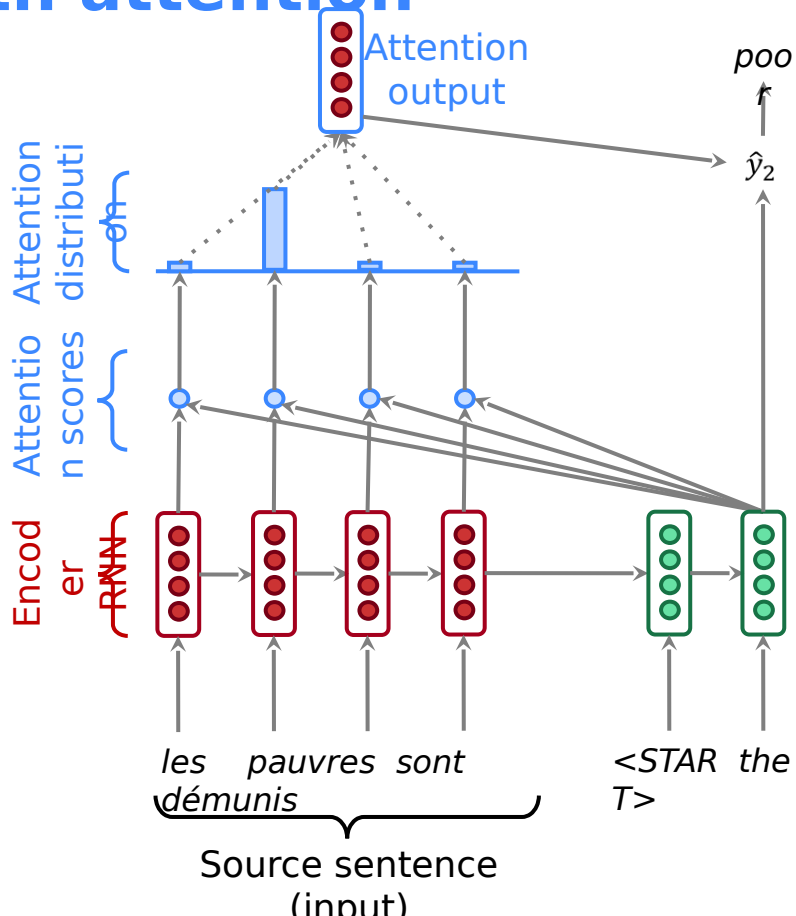 attention
Attention
output
poo
r
ŷ₂
Attention
distributi
on
Attentio
n scores
Encod
er
RNN
les pauvres sont
démunis
<STAR the
T>
Source sentence
(input)